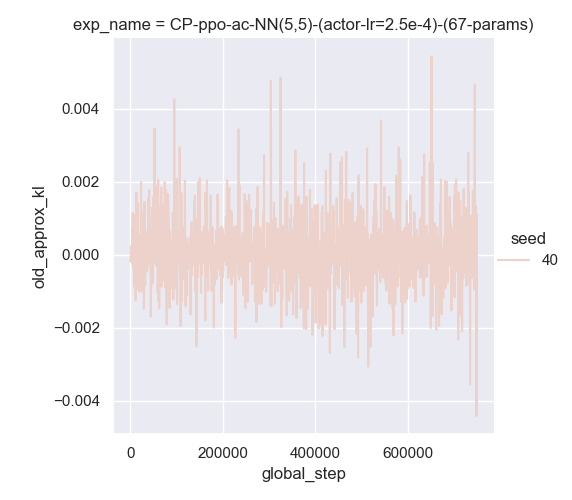 exp_name = CP-ppo-ac-NN(5,5)-(actor-lr=2.5e-4)-(67-params)
0.004
0.002
0.000
−0.002
−0.004
old_approx_kl
0
200000
400000
600000
global_step
seed
40